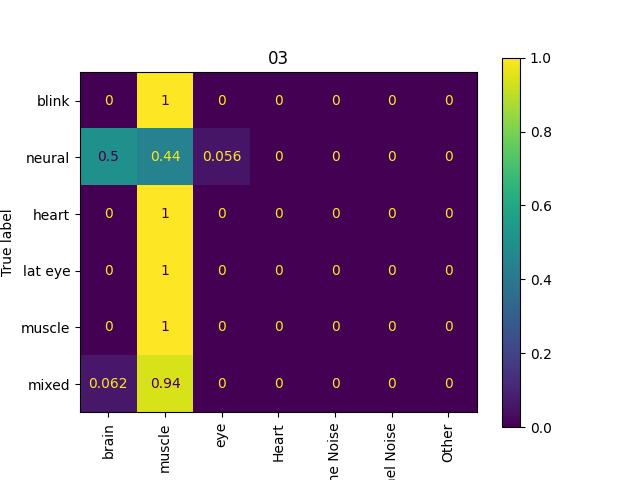 03
blink 0 1 0 0 0 0 0
neural 0.5 0.44 0.056 0 0 0 0
heart 0 1 0 0 0 0 0
lat eye 0 1 0 0 0 0 0
muscle 0 1 0 0 0 0 0
mixed 0.062 0.94 0 0 0 0 0
True label
brain
muscle
eye
Heart
Noise
Noise
Other
1.0
0.8
0.6
0.4
0.2
0.0